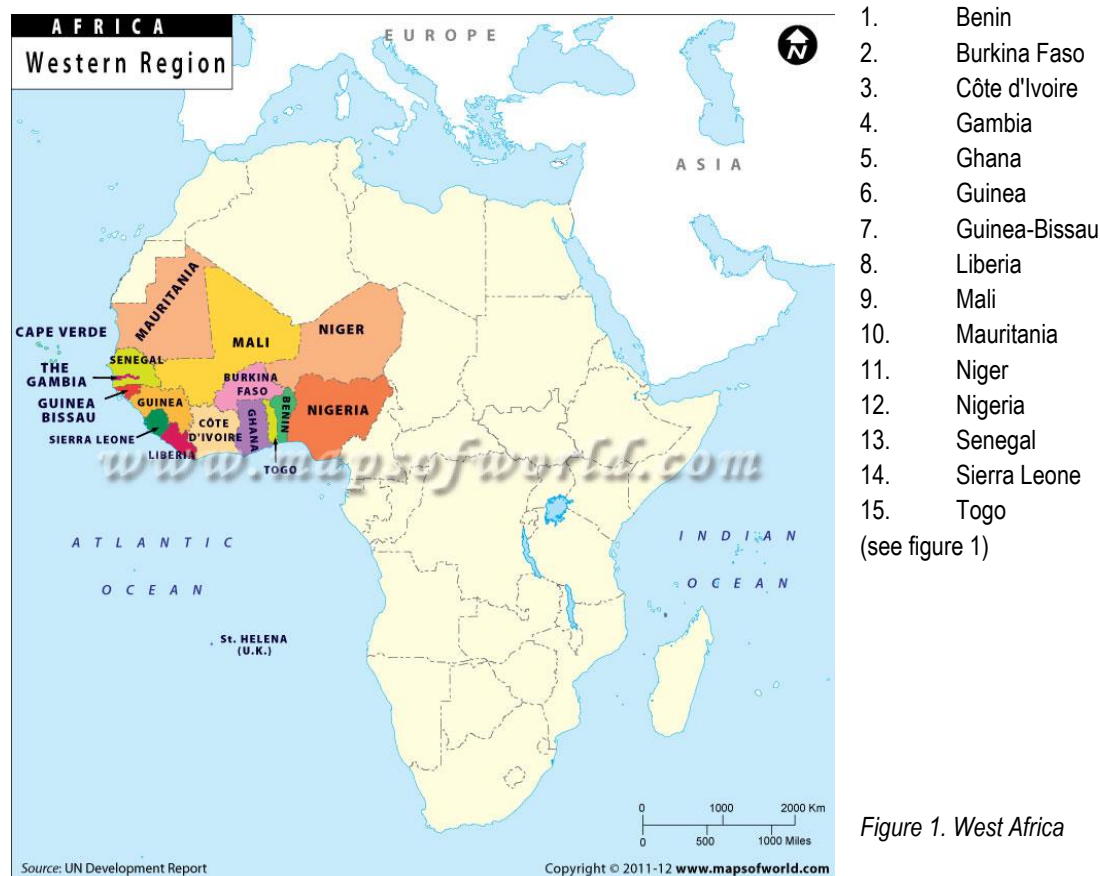 AFRICA
Western Region
EUROPE
N
ASIA
MAURITANIA
CAPE VERDE
NIGER
MALI
SENEGAL
THE
GAMBIA
BURKINA
FASO
GUINEA
BISSAU
GUINEA
BENIN
NIGERIA
GHANA
CÔTE
D'IVOIRE
SIERRA LEONE
LIBERIA
TOGO
www.mapsofworld.com
ATLANTIC
OCEAN
INDIAN
OCEAN
St. HELENA
(U.K.)
0 1000 2000 Km
0 500 1000 Miles
Source: UN Development Report
Copyright © 2011-12 www.mapsofworld.com
1. Benin
2. Burkina Faso
3. Côte d'Ivoire
4. Gambia
5. Ghana
6. Guinea
7. Guinea-Bissau
8. Liberia
9. Mali
10. Mauritania
11. Niger
12. Nigeria
13. Senegal
14. Sierra Leone
15. Togo
(see figure 1)
Figure 1. West Africa